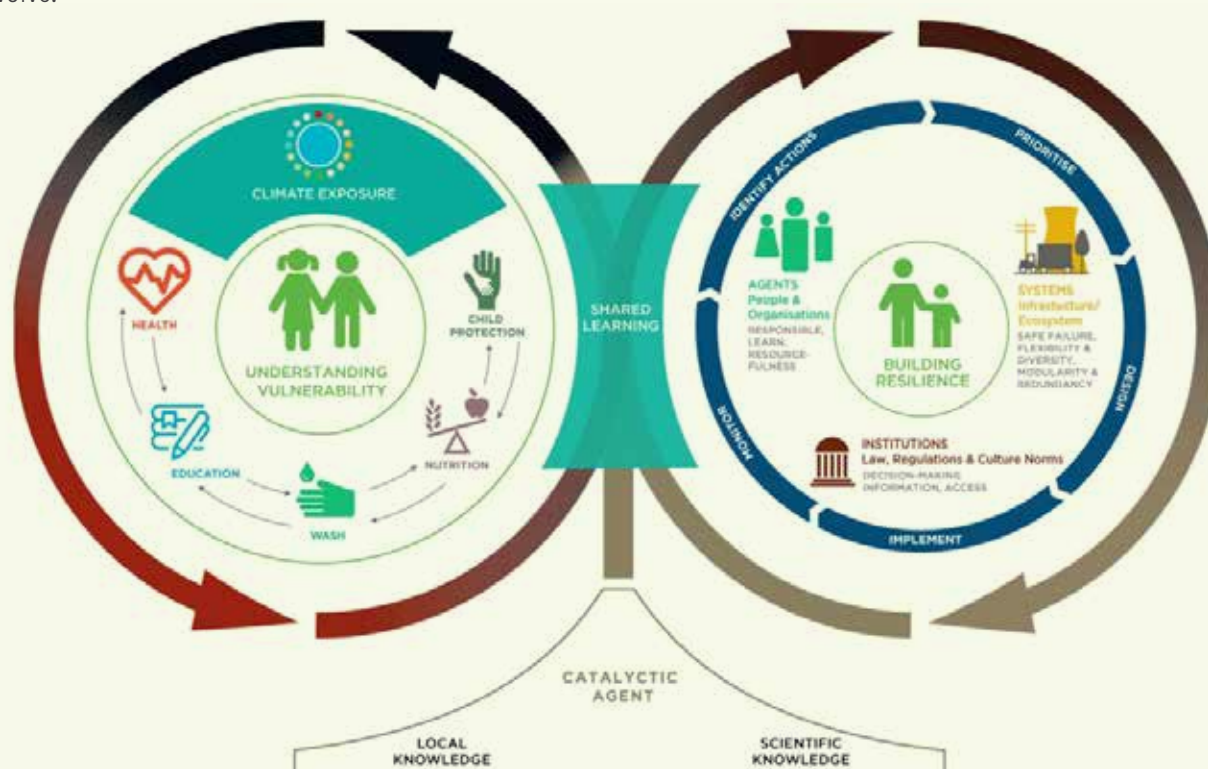 CLIMATE EXPOSURE
HEALTH
CHILD
PROTECTION
UNDERSTANDING
VULNERABILITY
EDUCATION
NUTRITION
WASH
SHARED
LEARNING
IDENTIFY ACTIONS
PRIORITISE
DESIGN
IMPLEMENT
MONITOR
AGENTS
People &
Organisations
RESPONSIBLE,
LEARN,
RESOURCE-
FULNESS
SYSTEMS
Infrastructure/
Ecosystem
SAFE FAILURE,
FLEXIBILITY &
DIVERSITY,
MODULARITY &
REDUNDANCY
BUILDING
RESILIENCE
INSTITUTIONS
Law, Regulations & Culture Norms
DECISION-MAKING
INFORMATION, ACCESS
CATALYCTIC
AGENT
LOCAL
KNOWLEDGE
SCIENTIFIC
KNOWLEDGE